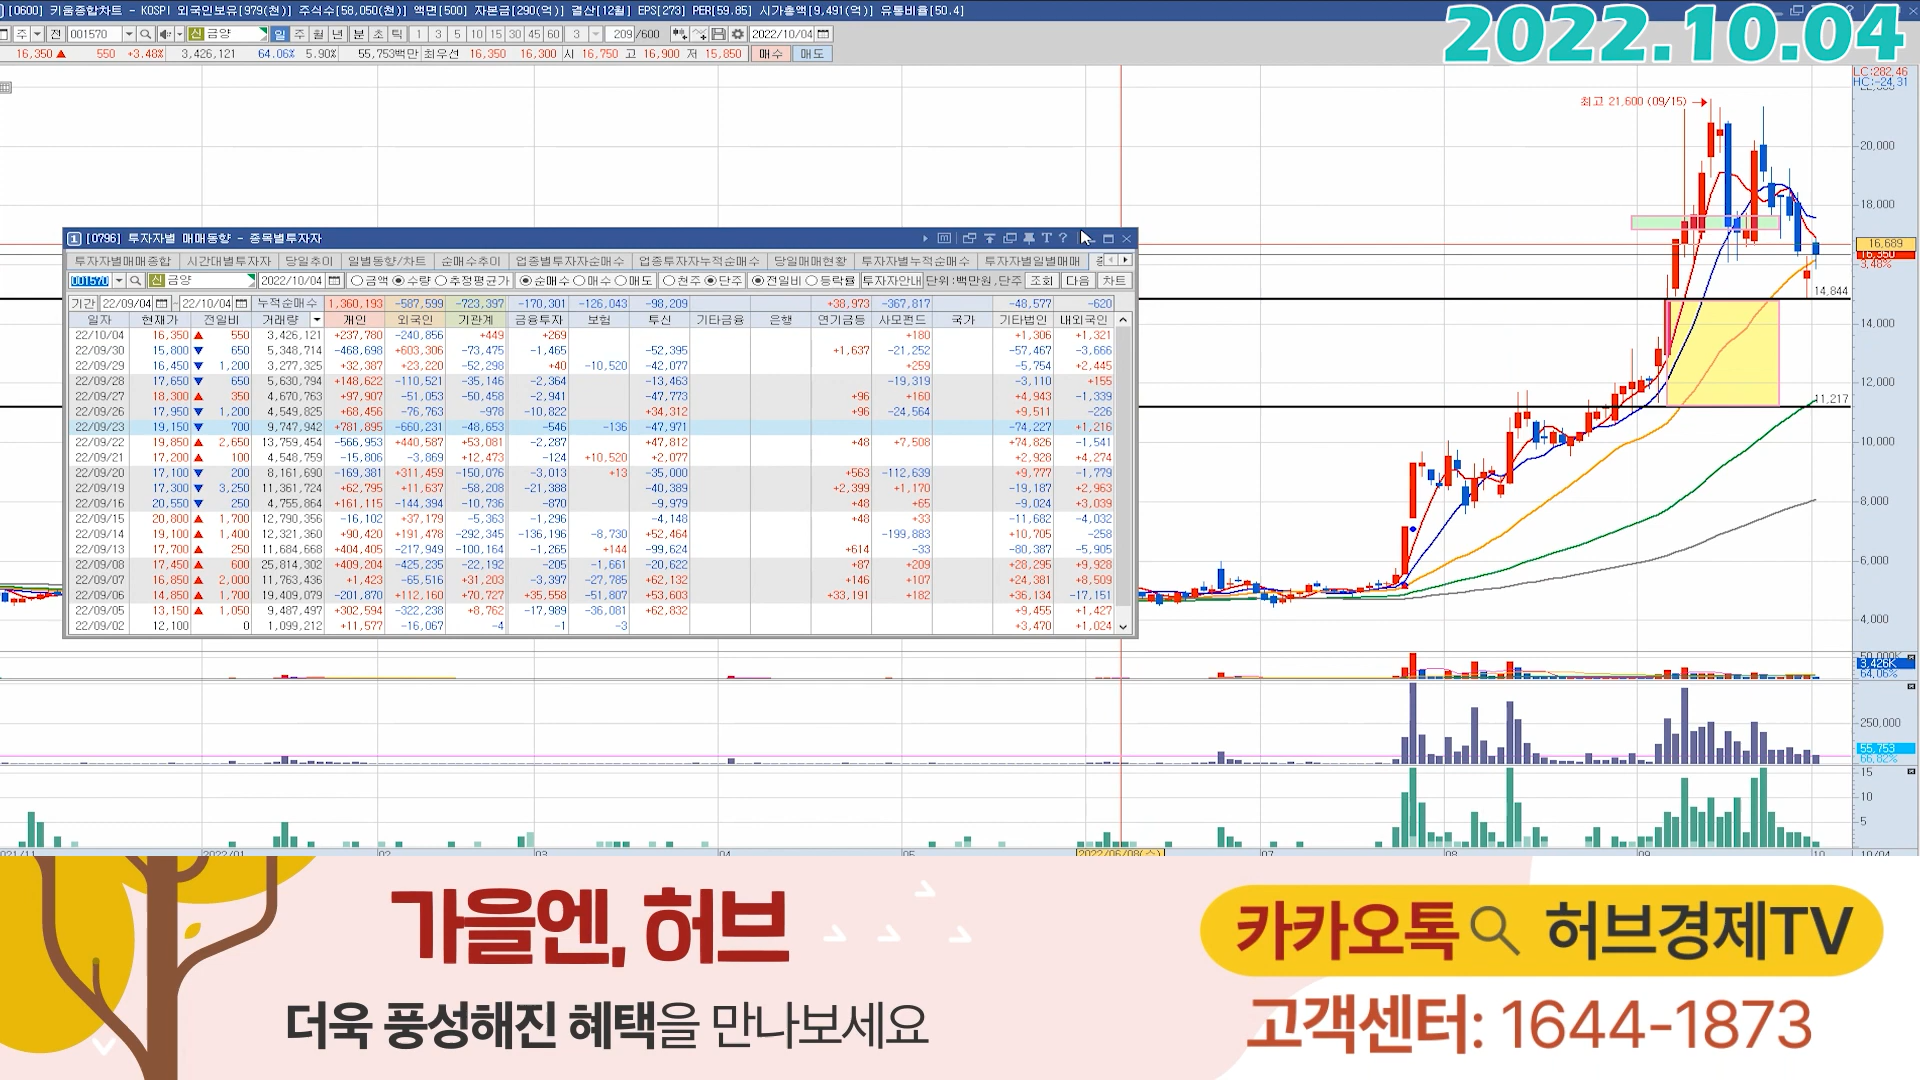 [0600] 키움종합차트 - KOSPI 외국인보유[979(천)] 주식수[58,050(천)] 액면[500] 자본금[290(억)] 결산[12월] EPS[273] PER[59.85] 시가총액[9,491(억)] 유통비율[50.4]
2022.10.04
주 전 001570 신 금양 일 주 월 년 분 초 틱 1 3 5 10 15 30 45 60 3 209 /600 2022/10/04
16,350 ▲ 550 +3.48% 3,426,121 64.06% 5.90% 55,753백만 최우선 16,350 16,300 시 16,750 고 16,900 저 15,850 매수 매도
LC:282.46
HC:-24.31
최고 21,600 (09/15)
20,000
18,000
16,689
16,350
3.48%
14,844
14,000
12,000
11,217
10,000
8,000
6,000
4,000
1 [0796] 투자자별 매매동향 - 종목별투자자
투자자별매매종합 시간대별투자자 당일추이 일별동향/차트 순매수추이 업종별투자자순매수 업종투자자누적순매수 당일매매현황 투자자별누적순매수 투자자별일별매매
001570 신 금양 2022/10/04 금액 수량 추정평균가 순매수 매수 매도 천주 단주 전일비 등락률 투자자안내 단위:백만원,단주 조회 다음 차트
기간 22/09/04 ~ 22/10/04 누적순매수 1,360,193 -587,599 -723,397 -170,301 -126,043 -98,209 +38,973 -367,817 -48,577 -620
일자 현재가 전일비 거래량 개인 외국인 기관계 금융투자 보험 투신 기타금융 은행 연기금등 사모펀드 국가 기타법인 내외국인
22/10/04 16,350 ▲ 550 3,426,121 +237,780 -240,856 +449 +269 +180 +1,306 +1,321
22/09/30 15,800 ▼ 650 5,348,714 -468,698 +603,306 -73,475 -1,465 -52,395 +1,637 -21,252 -57,467 -3,666
22/09/29 16,450 ▼ 1,200 3,277,325 +32,387 +23,220 -52,298 +40 -10,520 -42,077 +259 -5,754 +2,445
22/09/28 17,650 ▼ 650 5,630,794 +148,622 -110,521 -35,146 -2,364 -13,463 -19,319 -3,110 +155
22/09/27 18,300 ▲ 350 4,670,763 +97,907 -51,053 -50,458 -2,941 -47,773 +96 +160 +4,943 -1,339
22/09/26 17,950 ▼ 1,200 4,549,825 +68,456 -76,763 -978 -10,822 +34,312 +96 -24,564 +9,511 -226
22/09/23 19,150 ▼ 700 9,747,942 +781,895 -660,231 -48,653 -546 -136 -47,971 -74,227 +1,216
22/09/22 19,850 ▲ 2,650 13,759,454 -566,953 +440,587 +53,081 -2,287 +47,812 +48 +7,508 +74,826 -1,541
22/09/21 17,200 ▲ 100 4,548,759 -15,806 -3,869 +12,473 -124 +10,520 +2,077 +2,928 +4,274
22/09/20 17,100 ▼ 200 8,161,690 -169,381 +311,459 -150,076 -3,013 +13 -35,000 +563 -112,639 +9,777 -1,779
22/09/19 17,300 ▼ 3,250 11,361,724 +62,795 +11,637 -58,208 -21,388 -40,389 +2,399 +1,170 -19,187 +2,963
22/09/16 20,550 ▼ 250 4,755,864 +161,115 -144,394 -10,736 -870 -9,979 +48 +65 -9,024 +3,039
22/09/15 20,800 ▲ 1,700 12,790,356 -16,102 +37,179 -5,363 -1,296 -4,148 +48 +33 -11,682 -4,032
22/09/14 19,100 ▲ 1,400 12,321,360 +90,420 +191,478 -292,345 -136,196 -8,730 +52,464 -199,883 +10,705 -258
22/09/13 17,700 ▲ 250 11,684,668 +404,405 -217,949 -100,164 -1,265 +144 -99,624 +614 -33 -80,387 -5,905
22/09/08 17,450 ▲ 600 25,814,302 +409,204 -425,235 -22,192 -205 -1,661 -20,622 +87 +209 +28,295 +9,928
22/09/07 16,850 ▲ 2,000 11,763,436 +1,423 -65,516 +31,203 -3,397 -27,785 +62,132 +146 +107 +24,381 +8,509
22/09/06 14,850 ▲ 1,700 19,409,079 -201,870 +112,160 +70,727 +35,558 -51,807 +53,603 +33,191 +182 +36,134 -17,151
22/09/05 13,150 ▲ 1,050 9,487,497 +302,594 -322,238 +8,762 -17,989 -36,081 +62,832 +9,455 +1,427
22/09/02 12,100 0 1,099,212 +11,577 -16,067 -4 -1 -3 +3,470 +1,024
3,426K
64.06%
250,000
55,753
66.82%
15
10
5
2022/01 02 03 04 05 2022/06/08(수) 07 08 09 10 10/04
가을엔, 허브
더욱 풍성해진 혜택을 만나보세요
카카오톡 허브경제TV
고객센터: 1644-1873